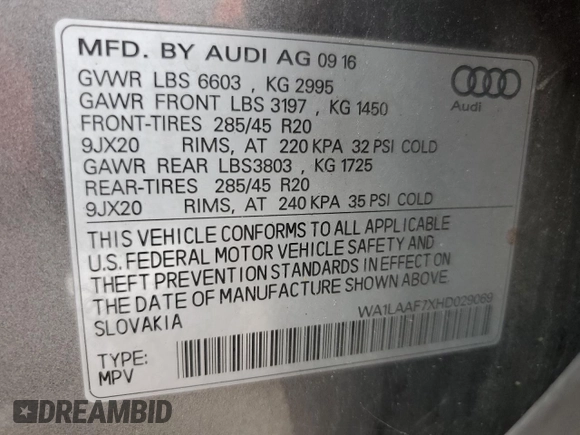 MFD. BY AUDI AG 09 16
GVWR LBS 6603 , KG 2995
GAWR FRONT LBS 3197 , KG 1450
FRONT-TIRES 285/45 R20
9JX20 RIMS, AT 220 KPA 32 PSI COLD
GAWR REAR LBS3803 , KG 1725
REAR-TIRES 285/45 R20
9JX20 RIMS, AT 240 KPA 35 PSI COLD
THIS VEHICLE CONFORMS TO ALL APPLICABLE
U.S. FEDERAL MOTOR VEHICLE SAFETY AND
THEFT PREVENTION STANDARDS IN EFFECT ON
THE DATE OF MANUFACTURE SHOWN ABOVE.
SLOVAKIA
WA1LAAF7XHD029069
TYPE:
MPV
Audi
DREAMBID